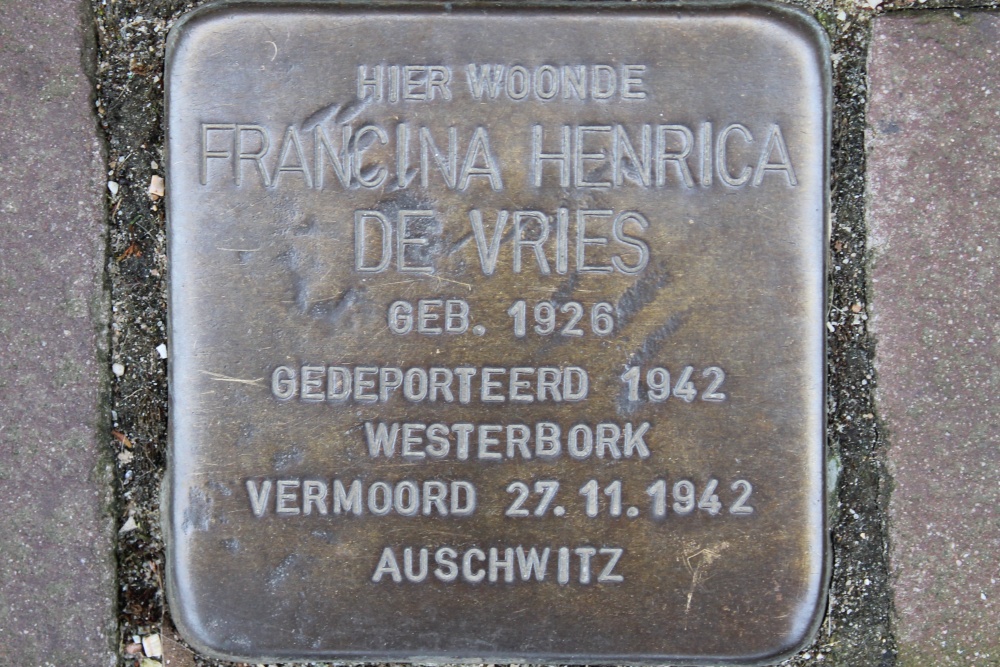 HIER WOONDE
FRANCINA HENRICA
DE VRIES
GEB. 1926
GEDEPORTEERD 1942
WESTERBORK
VERMOORD 27.11.1942
AUSCHWITZ